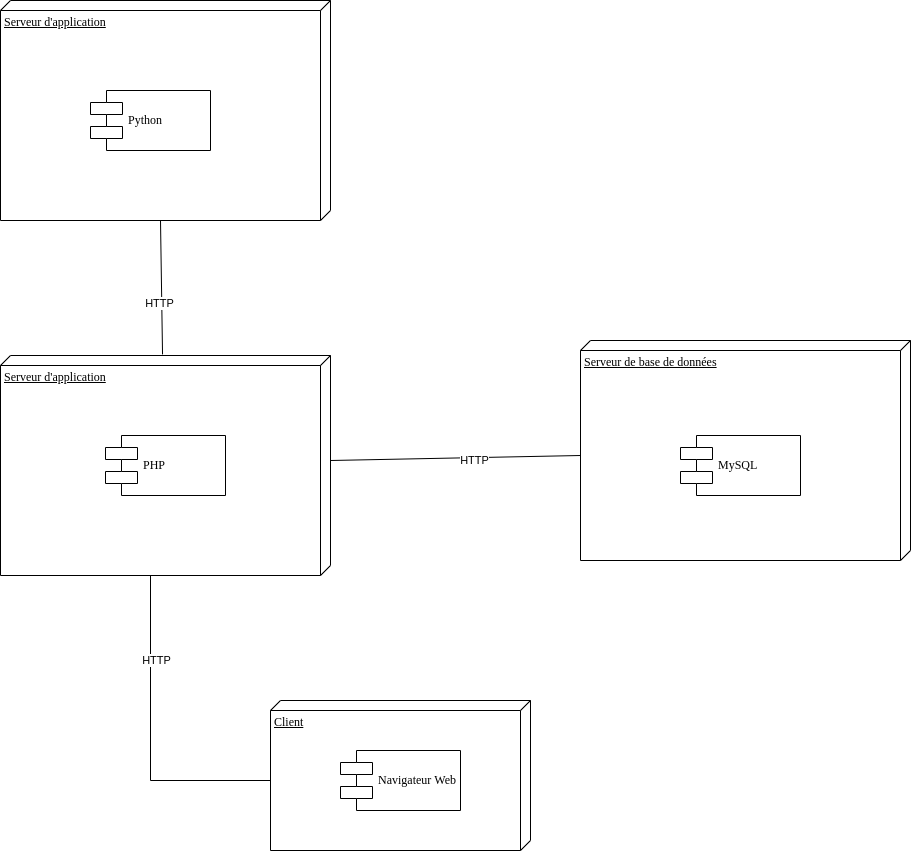 Serveur d'application
Python
HTTP
Serveur d'application
PHP
HTTP
Serveur de base de données
MySQL
HTTP
Client
Navigateur Web